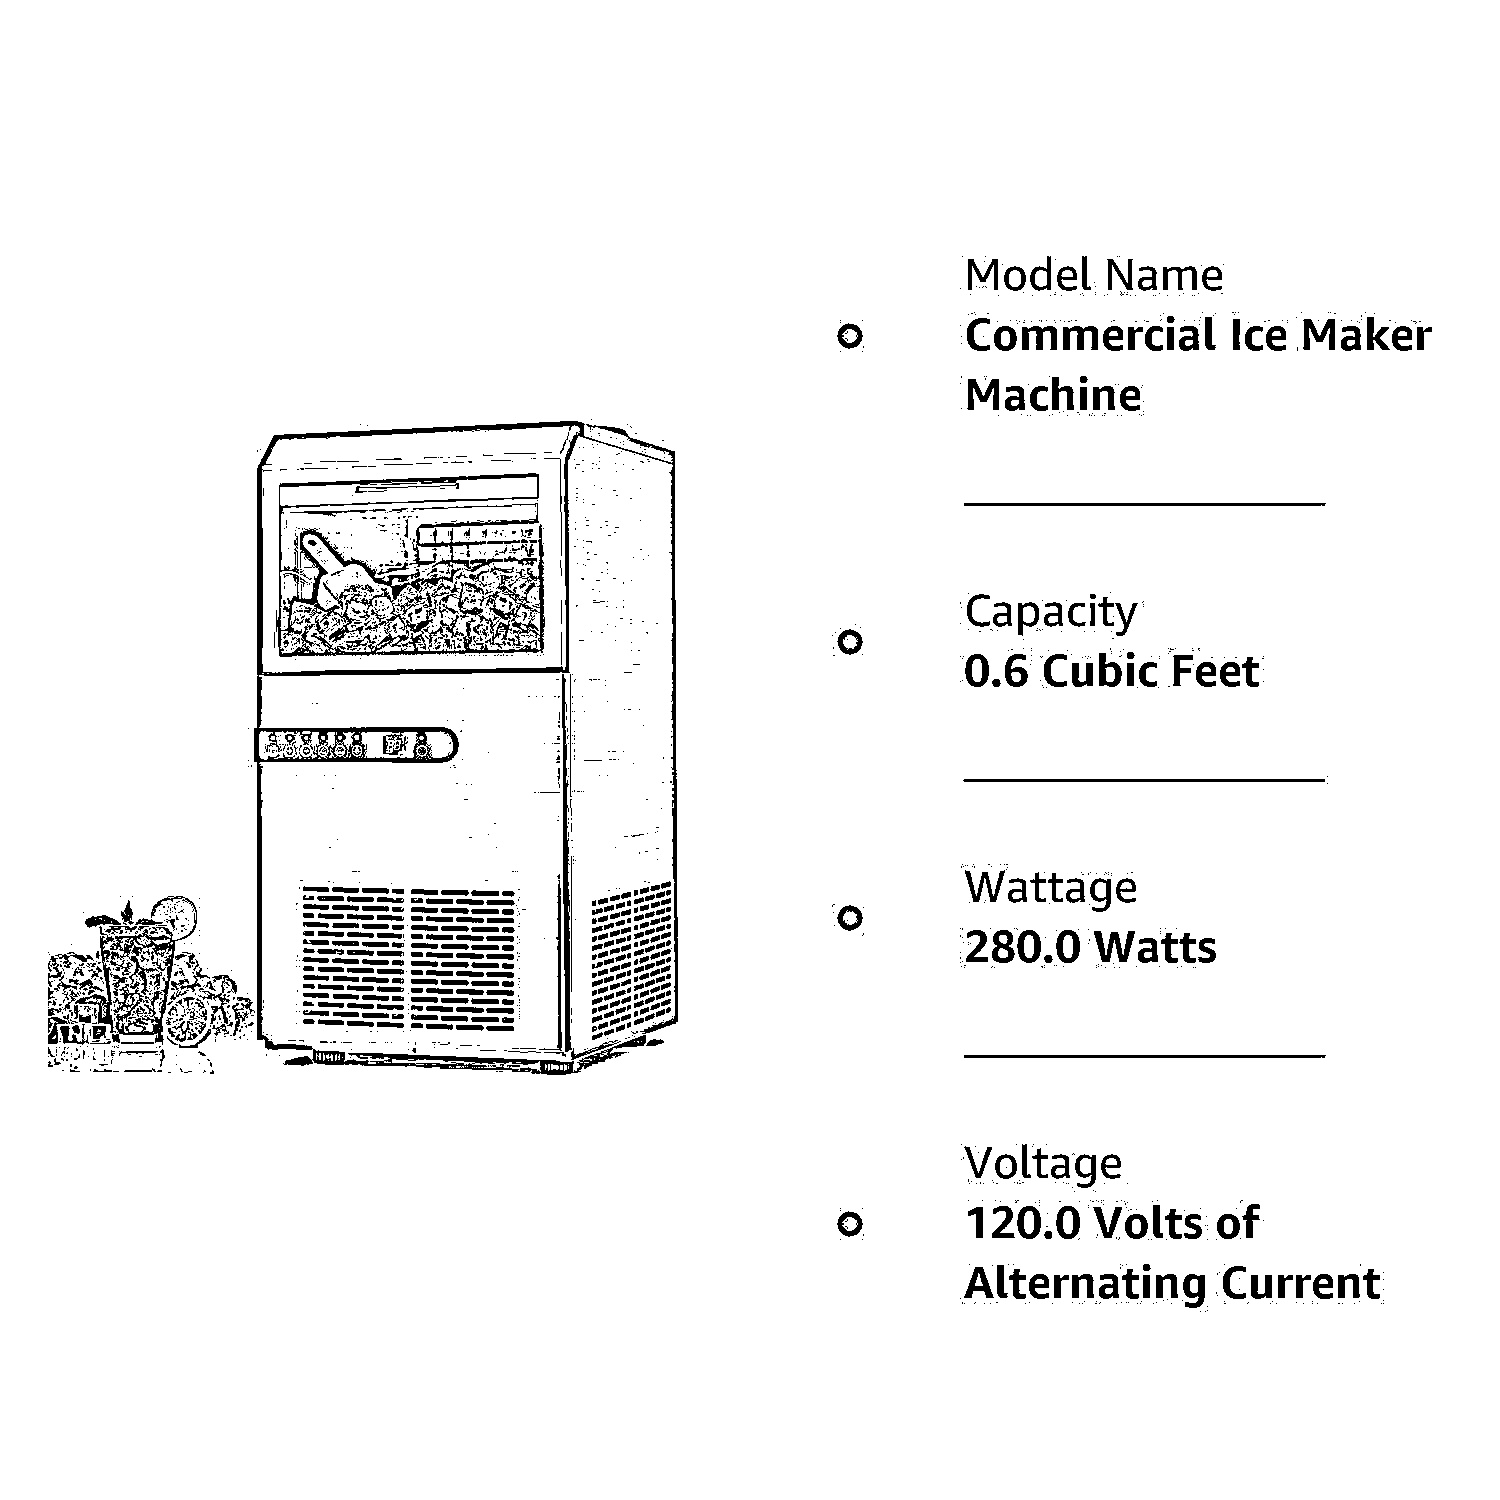 Model Name
Commercial Ice Maker
Machine
Capacity
0.6 Cubic Feet
Wattage
280.0 Watts
Voltage
120.0 Volts of
Alternating Current